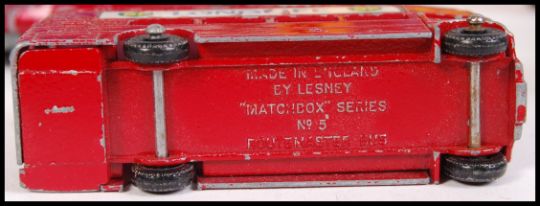 MADE IN ENGLAND
BY LESNEY
"MATCHBOX" SERIES
Nº 5
ROUTEMASTER BUS